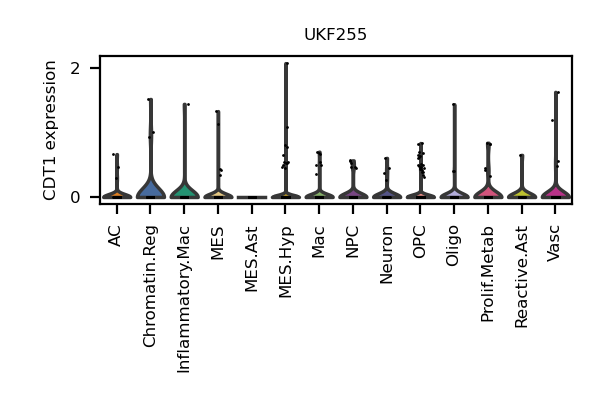 UKF255
CDT1 expression
2
0
AC
Chromatin.Reg
Inflammatory.Mac
MES
MES.Ast
MES.Hyp
Mac
NPC
Neuron
OPC
Oligo
Prolif.Metab
Reactive.Ast
Vasc